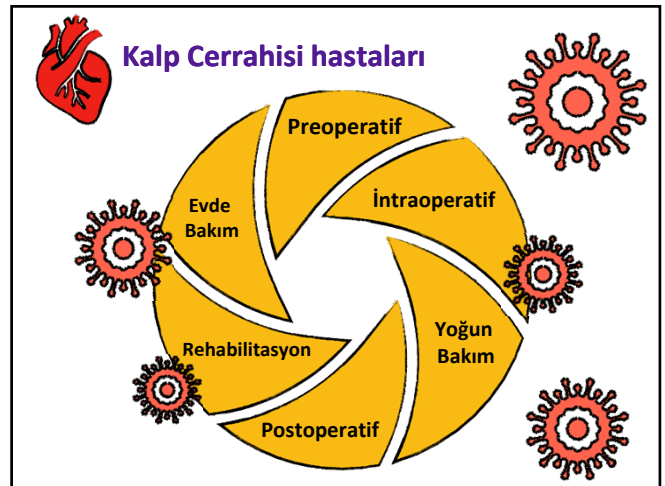 Kalp Cerrahisi hastaları
Preoperatif
İntraoperatif
Yoğun
Bakım
Postoperatif
Rehabilitasyon
Evde
Bakım